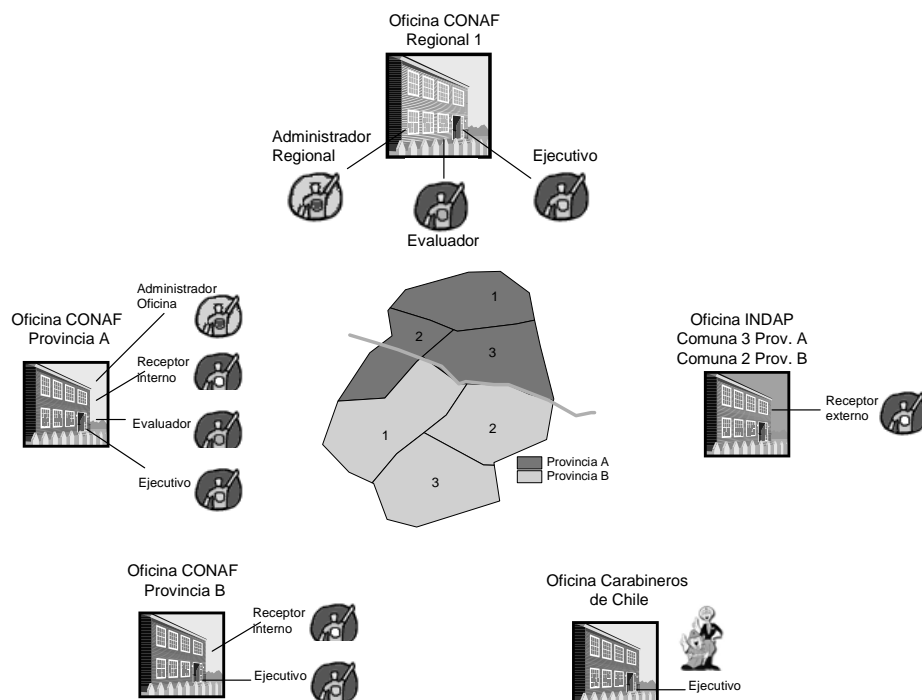 Oficina CONAF
Regional 1
Administrador
Regional
Ejecutivo
Evaluador
Oficina CONAF
Provincia A
Administrador
Oficina
Receptor
interno
Evaluador
Ejecutivo
1
2
3
1
2
3
Provincia A
Provincia B
Oficina INDAP
Comuna 3 Prov. A
Comuna 2 Prov. B
Receptor
externo
Oficina CONAF
Provincia B
Receptor
interno
Ejecutivo
Oficina Carabineros
de Chile
Ejecutivo